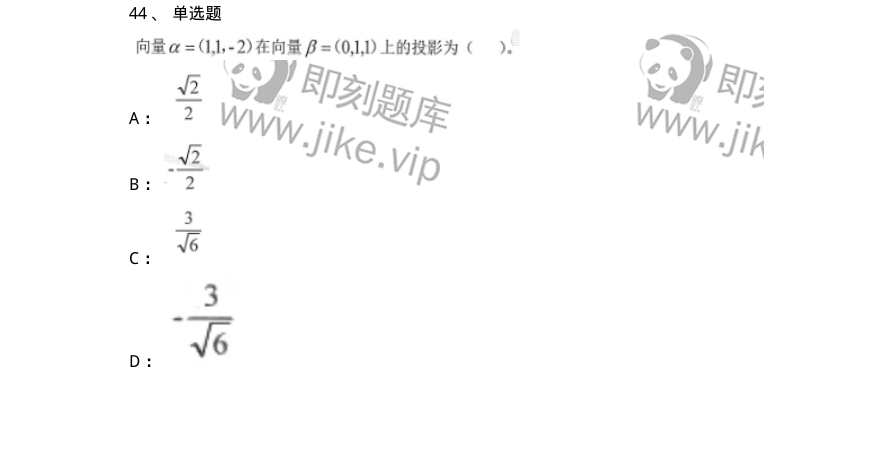 44、 单选题
向量α=(1,1,-2)在向量β=(0,1,1)上的投影为（ ）。
即刻题库
www.jike.vip
即
www.jik
A： √2/2
B： -√2/2
C： 3/√6
D： -3/√6